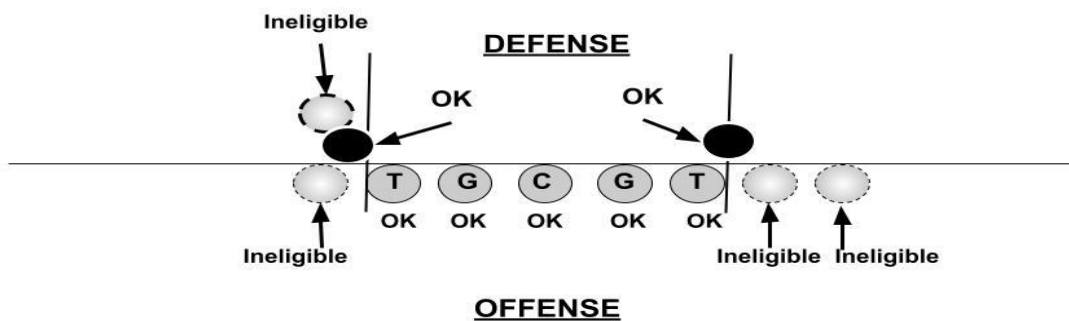 Ineligible
DEFENSE
OK OK
T G C G T
OK OK OK OK OK
Ineligible Ineligible Ineligible
OFFENSE